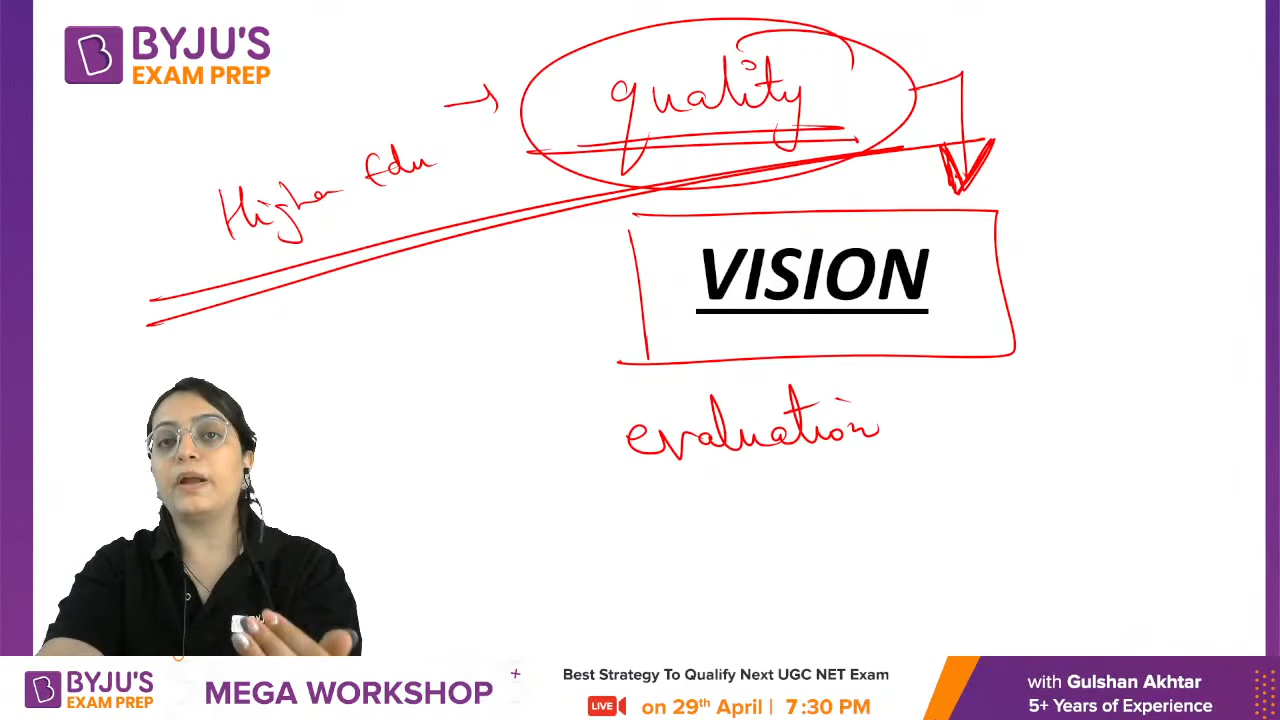 BYJU'S
EXAM PREP
quality
Higher Edu
VISION
evaluation
BYJU'S
EXAM PREP
MEGA WORKSHOP
Best Strategy To Qualify Next UGC NET Exam
LIVE on 29th April | 7:30 PM
with Gulshan Akhtar
5+ Years of Experience